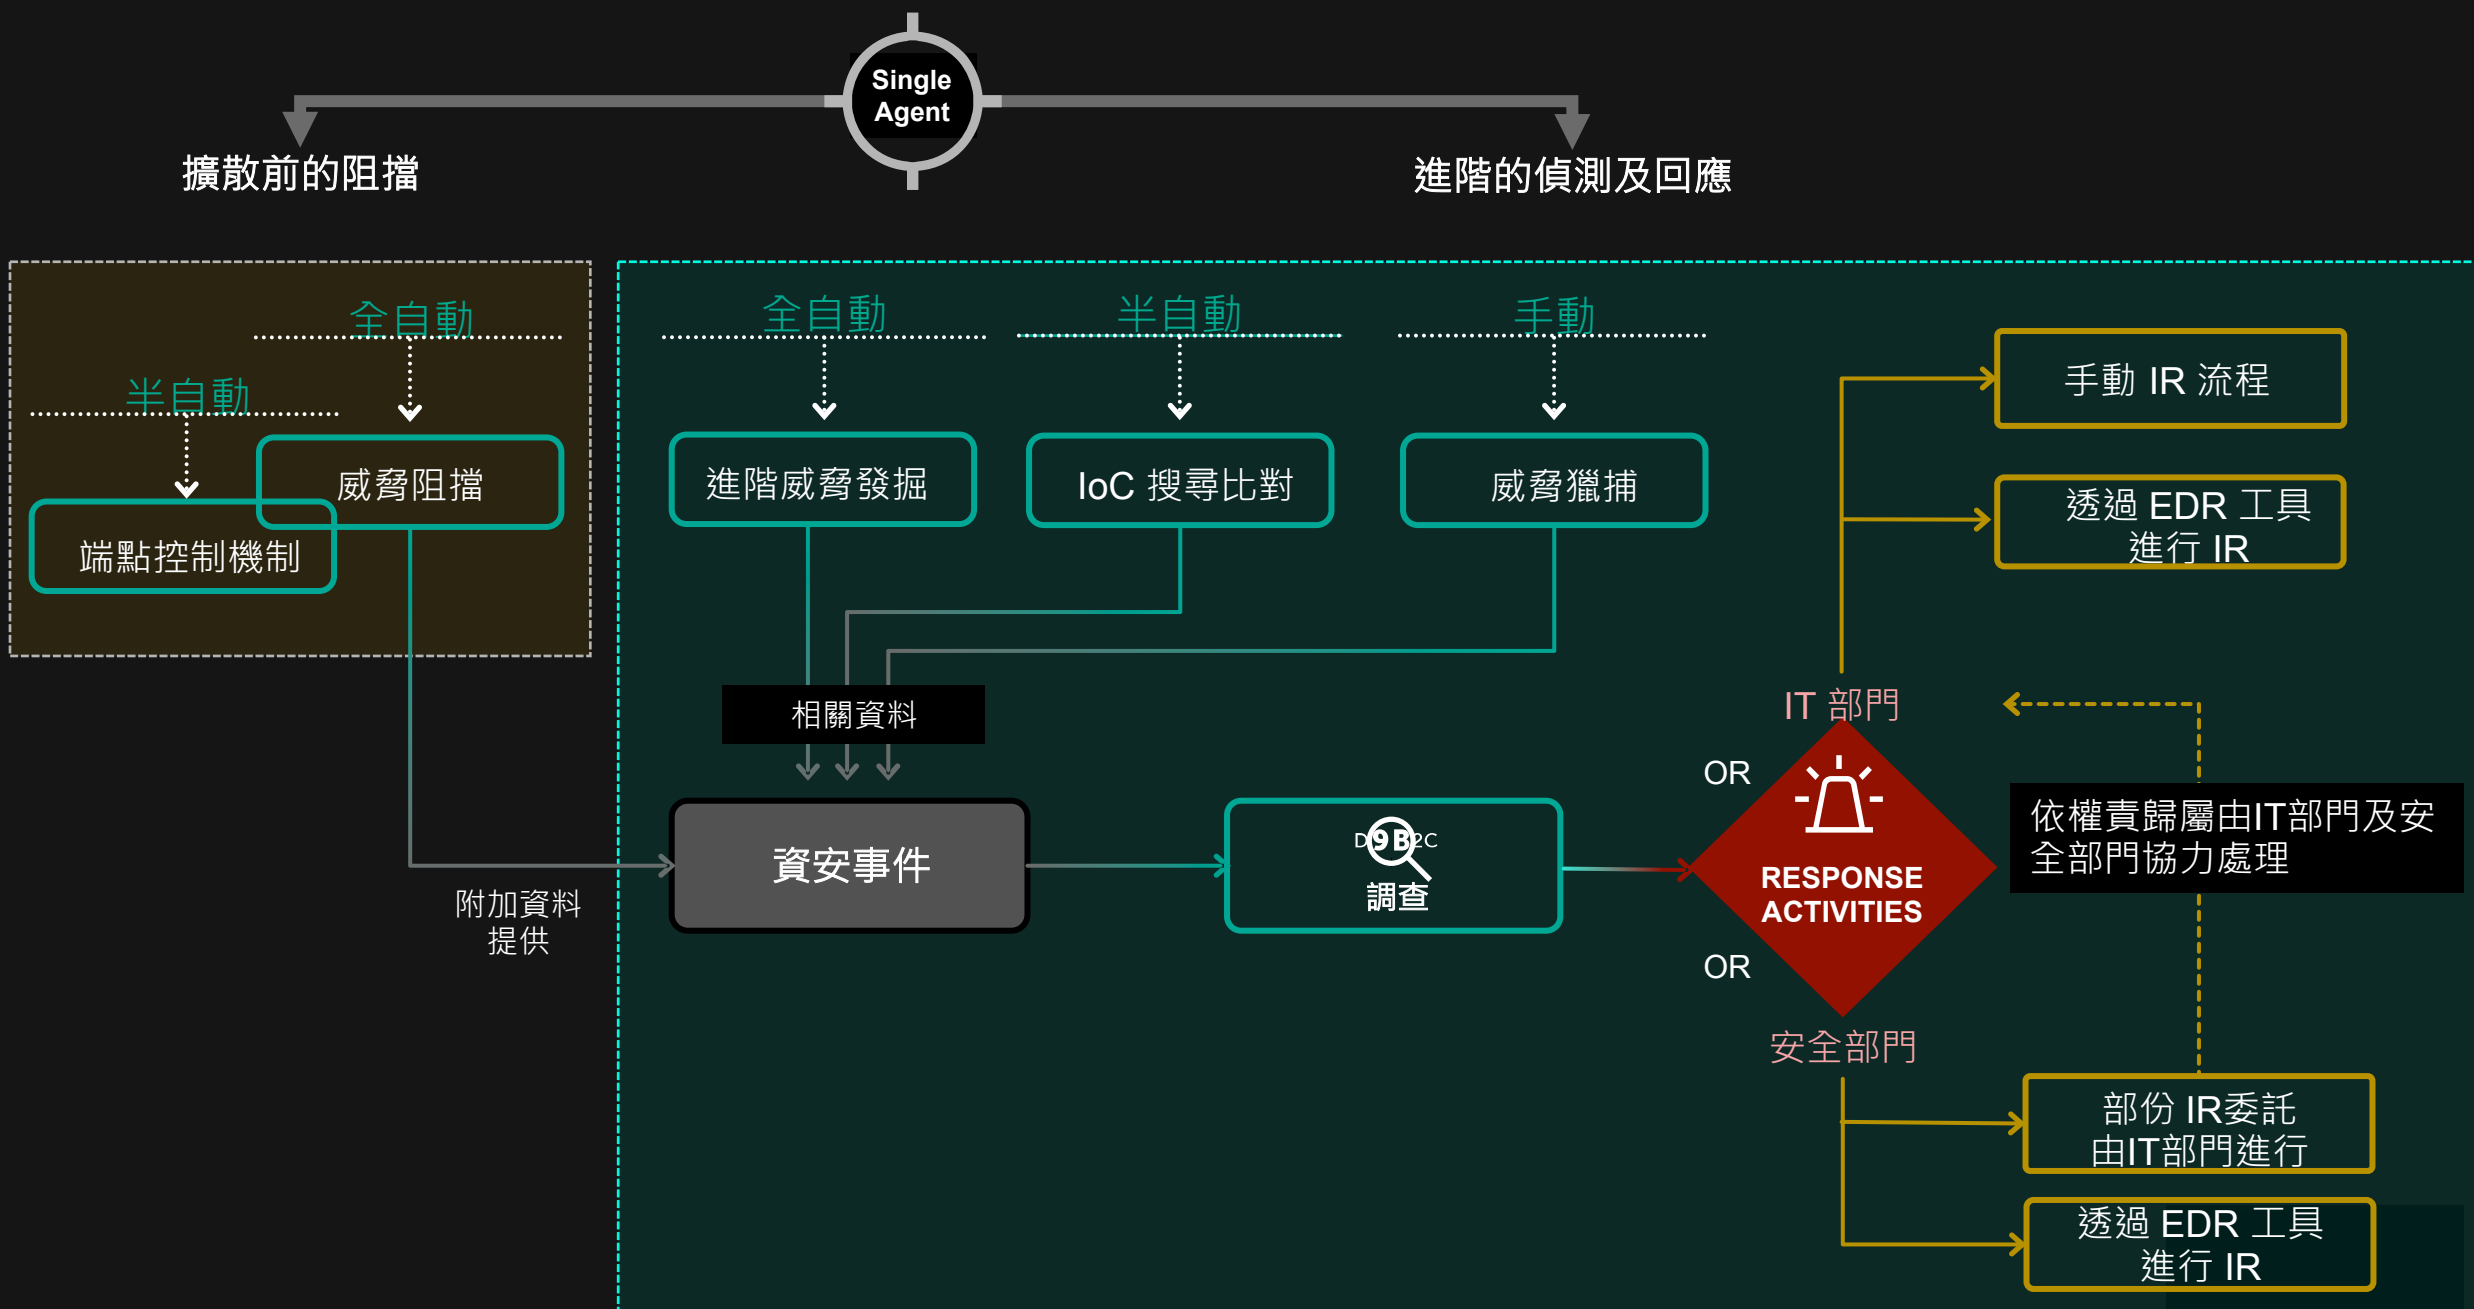 Single
Agent
擴散前的阻擋
進階的偵測及回應
全自動
半自動
威脅阻擋
端點控制機制
全自動
半自動
手動
進階威脅發掘
IoC 搜尋比對
威脅獵捕
手動 IR 流程
透過 EDR 工具
進行 IR
相關資料
IT 部門
OR
資安事件
D9B2C
調查
RESPONSE
ACTIVITIES
依權責歸屬由IT部門及安
全部門協力處理
附加資料
提供
OR
安全部門
部份 IR委託
由IT部門進行
透過 EDR 工具
進行 IR